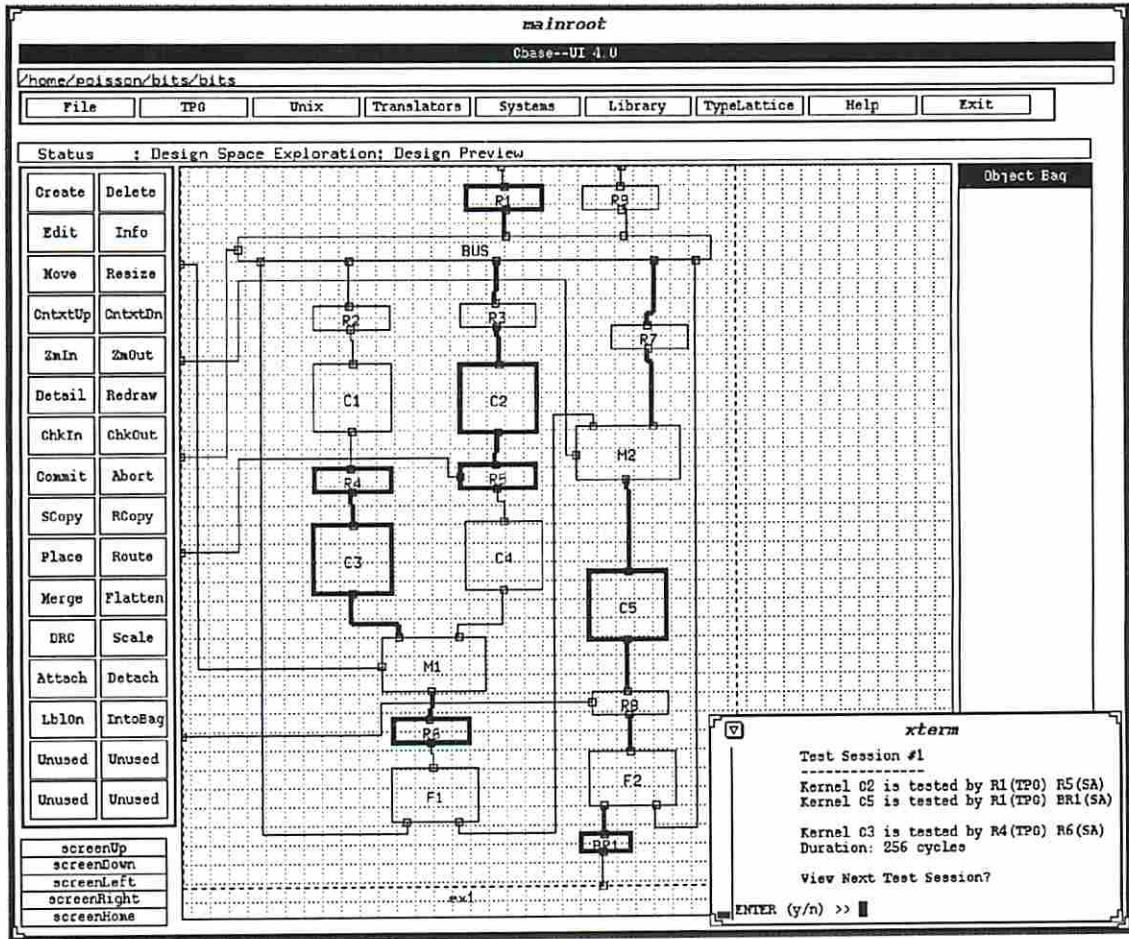 mainroot
Cbase--UI 4.0
/home/poisson/bits/bits
File TPG Unix Translators Systems Library TypeLattice Help Exit
Status : Design Space Exploration; Design Preview
Create Delete
Edit Info
Move Resize
CntxtUp CntxtDn
ZmIn ZmOut
Detail Redraw
ChkIn ChkOut
Commit Abort
SCopy RCopy
Place Route
Merge Flatten
DRC Scale
Attach Detach
LblOn IntoBag
Unused Unused
Unused Unused
screenUp
screenDown
screenLeft
screenRight
screenHome
Object Bag
R1 R9
BUS
R2 R3
R7
C1 C2
M2
R4 R5
C3 C4
C5
M1
R8
R6
F2
F1
BR1
ex1
xterm
Test Session #1
---------------
Kernel C2 is tested by R1(TPG) R5(SA)
Kernel C5 is tested by R1(TPG) BR1(SA)
Kernel C3 is tested by R4(TPG) R6(SA)
Duration: 256 cycles
View Next Test Session?
ENTER (y/n) >>